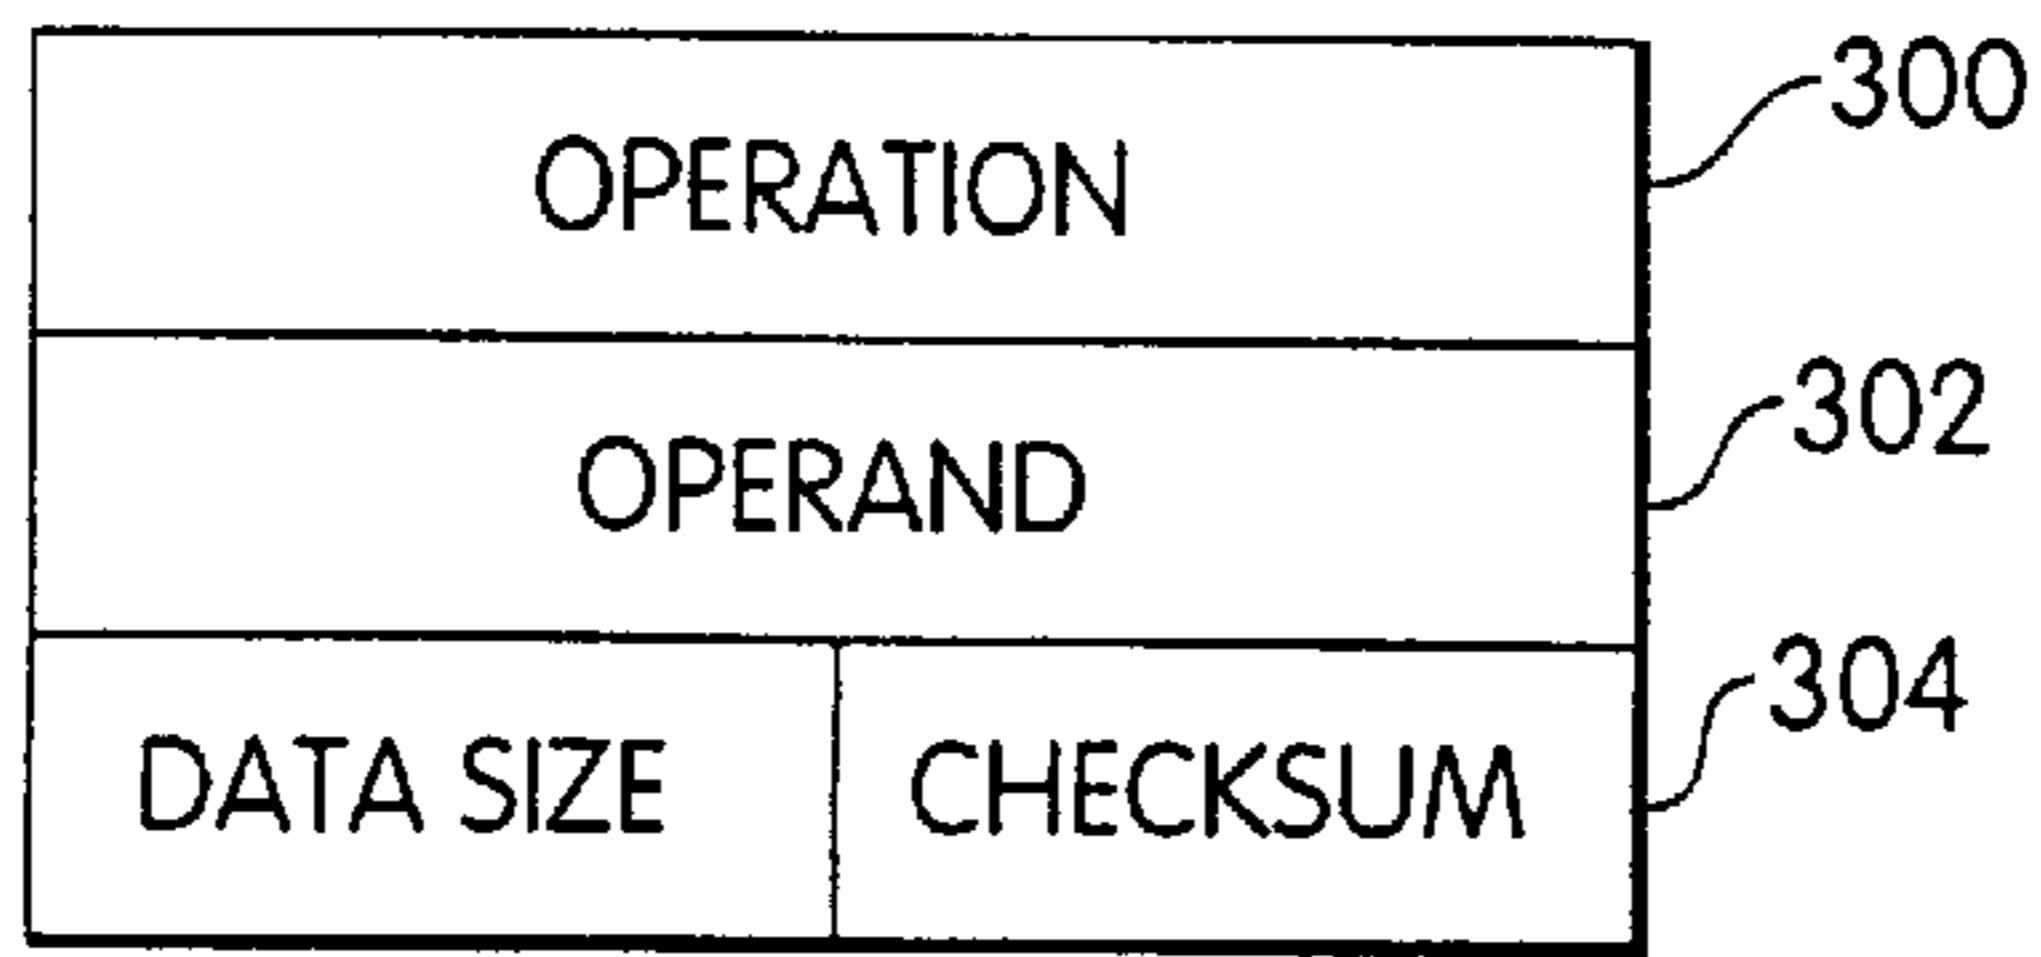 OPERATION
300
OPERAND
302
DATA SIZE
CHECKSUM
304